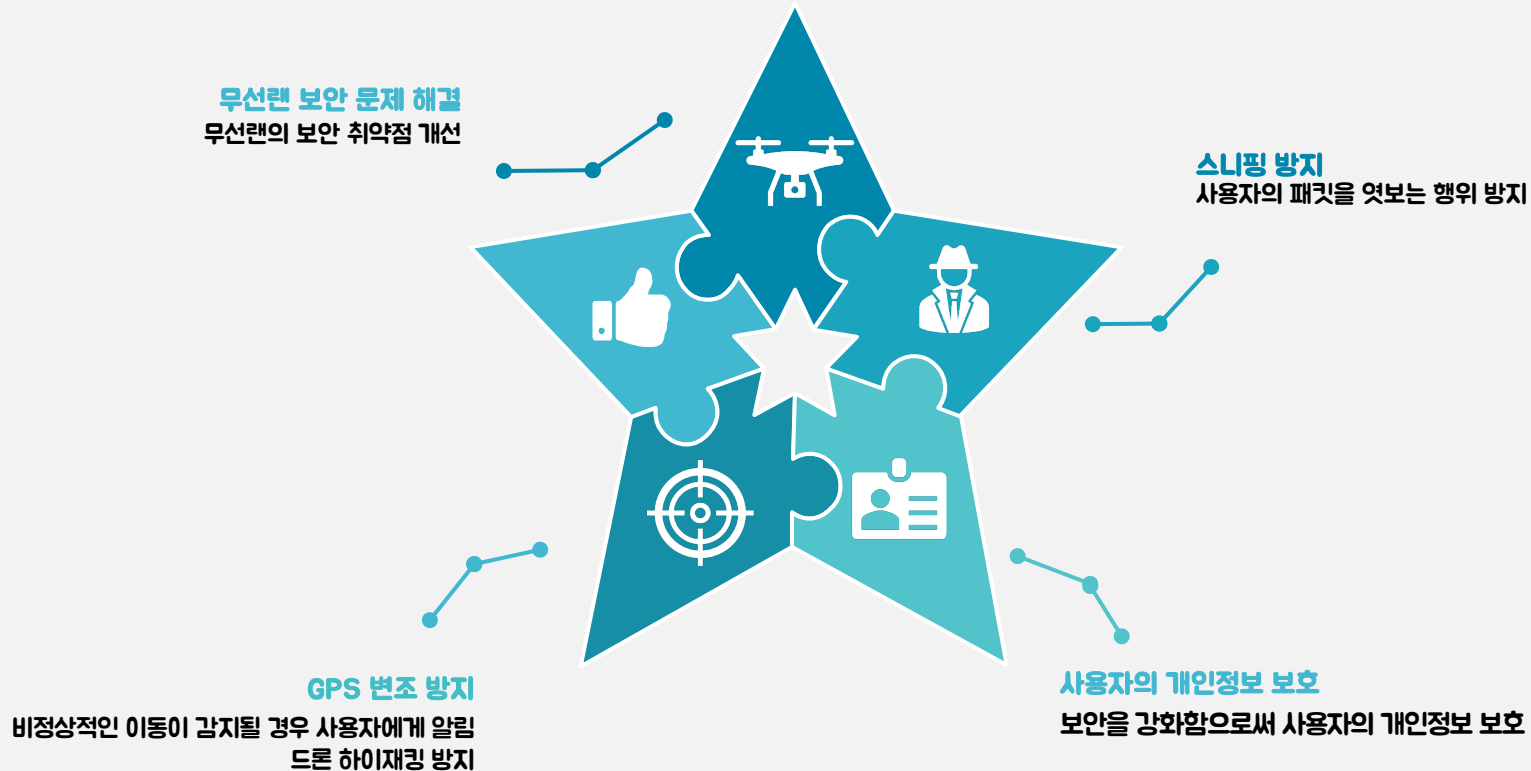 무선랜 보안 문제 해결
무선랜의 보안 취약점 개선
스니핑 방지
사용자의 패킷을 엿보는 행위 방지
GPS 변조 방지
비정상적인 이동이 감지될 경우 사용자에게 알림
드론 하이재킹 방지
사용자의 개인정보 보호
보안을 강화함으로써 사용자의 개인정보 보호